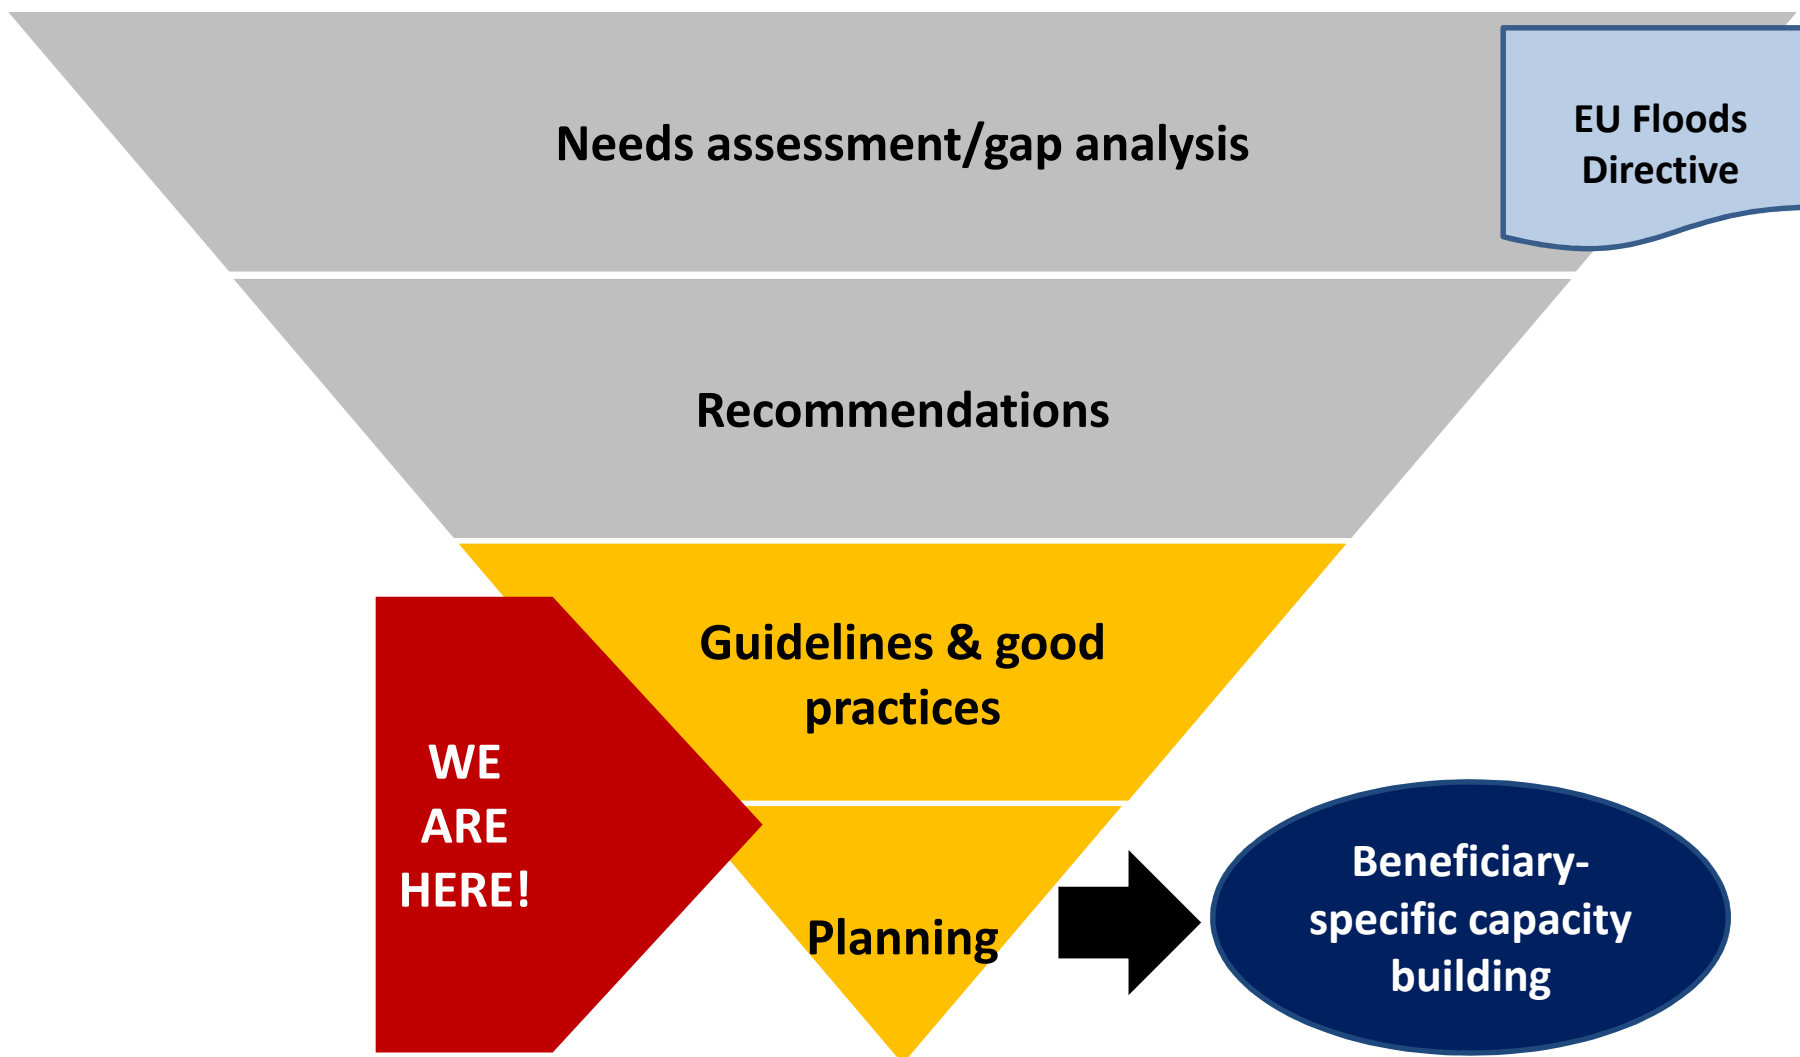 Needs assessment/gap analysis
EU Floods
Directive
Recommendations
Guidelines & good
practices
WE
ARE
HERE!
Planning
Beneficiary-
specific capacity
building